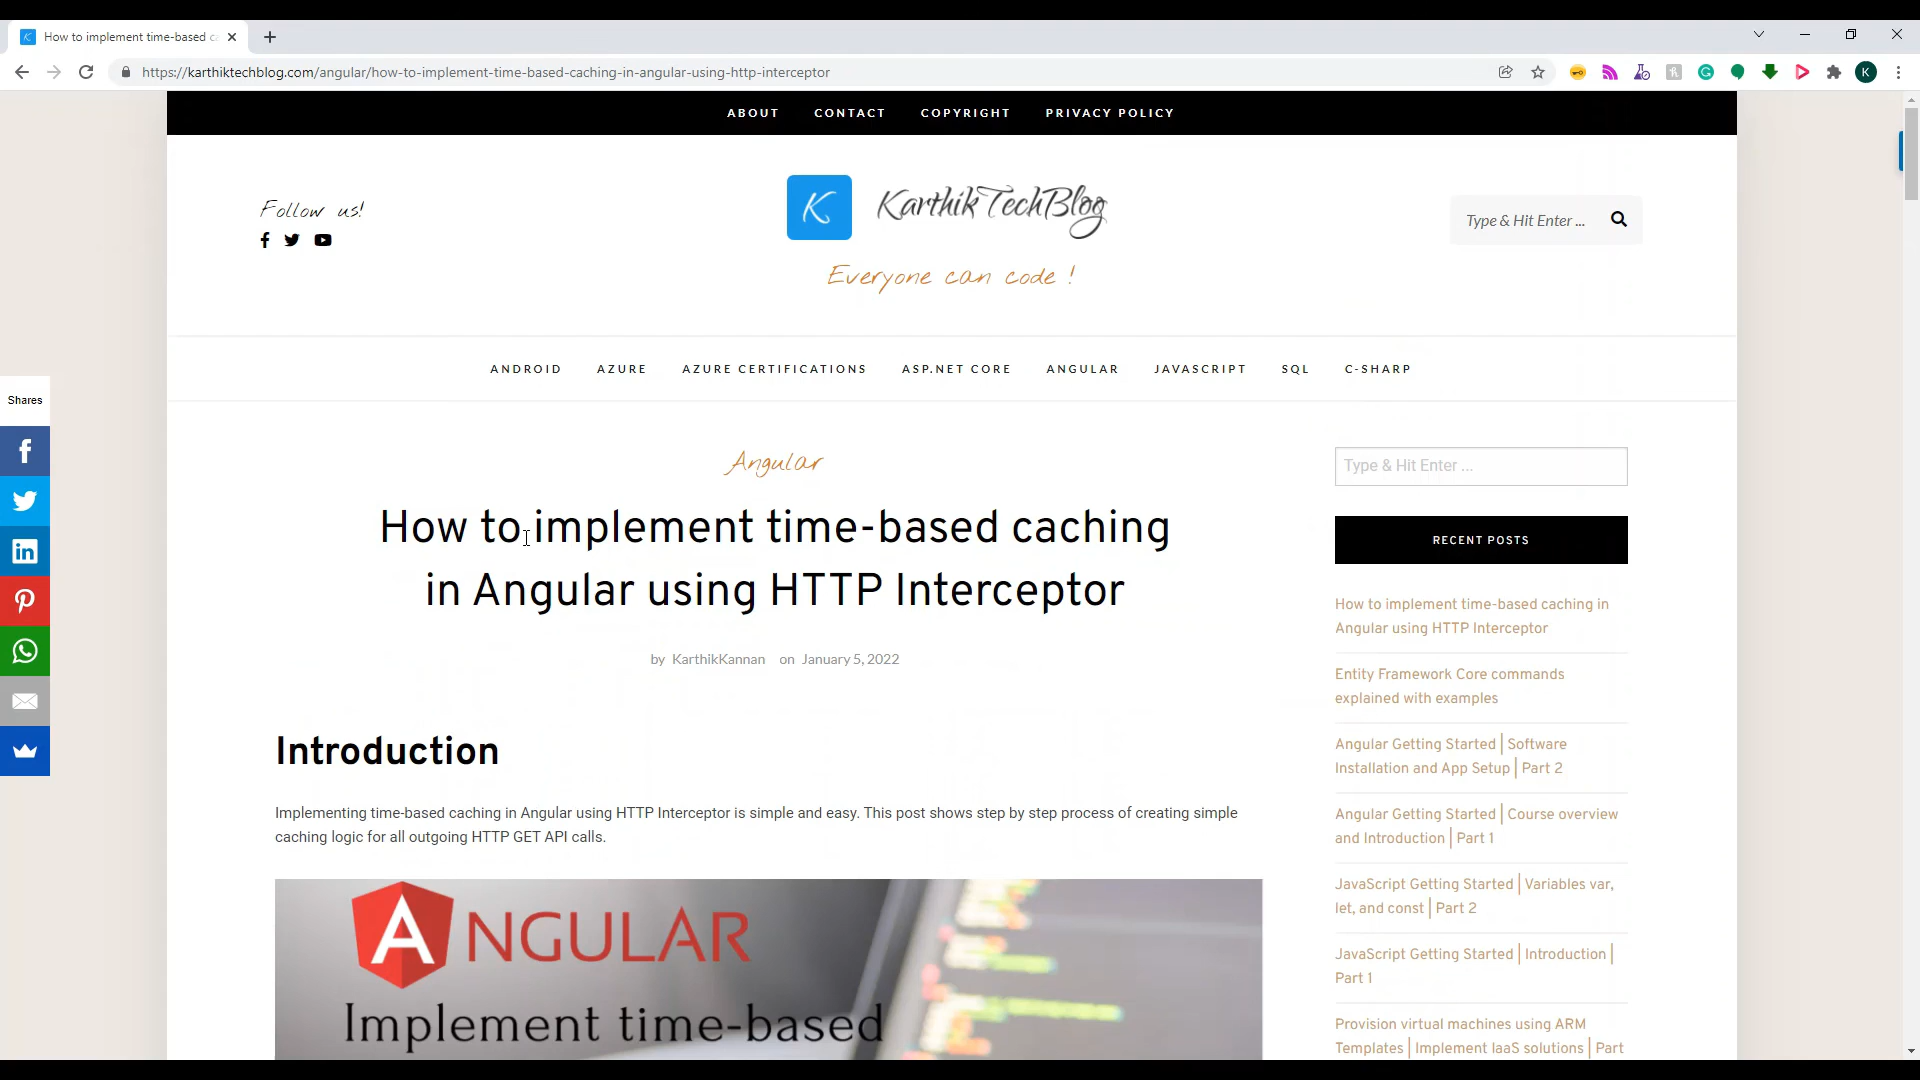 How to implement time-based ca
https://karthiktechblog.com/angular/how-to-implement-time-based-caching-in-angular-using-http-interceptor
K
ABOUT CONTACT COPYRIGHT PRIVACY POLICY
Follow us!
K KarthikTechBlog
Everyone can code !
Type & Hit Enter ...
ANDROID AZURE AZURE CERTIFICATIONS ASP.NET CORE ANGULAR JAVASCRIPT SQL C-SHARP
Shares
Angular
How to implement time-based caching
in Angular using HTTP Interceptor
by KarthikKannan on January 5, 2022
Introduction
Implementing time-based caching in Angular using HTTP Interceptor is simple and easy. This post shows step by step process of creating simple
caching logic for all outgoing HTTP GET API calls.
ANGULAR
Implement time-based
Type & Hit Enter ...
RECENT POSTS
How to implement time-based caching in
Angular using HTTP Interceptor
Entity Framework Core commands
explained with examples
Angular Getting Started | Software
Installation and App Setup | Part 2
Angular Getting Started | Course overview
and Introduction | Part 1
JavaScript Getting Started | Variables var,
let, and const | Part 2
JavaScript Getting Started | Introduction |
Part 1
Provision virtual machines using ARM
Templates | Implement IaaS solutions | Part